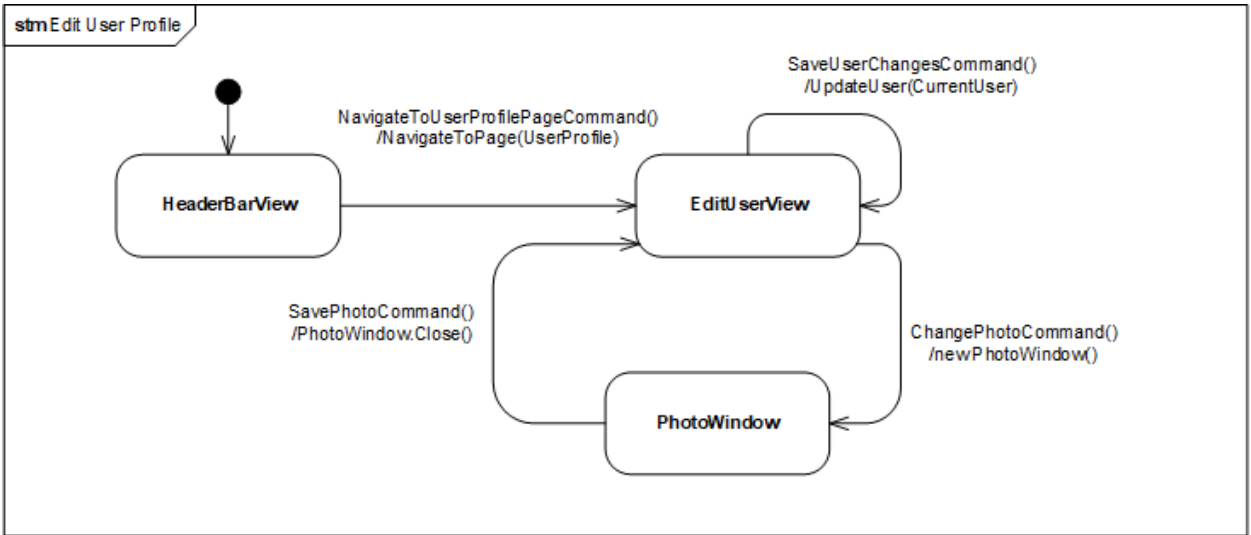 stm Edit User Profile
SaveUserChangesCommand()
/UpdateUser(CurrentUser)
NavigateToUserProfilePageCommand()
/NavigateToPage(UserProfile)
HeaderBarView
EditUserView
SavePhotoCommand()
/PhotoWindow.Close()
ChangePhotoCommand()
/newPhotoWindow()
PhotoWindow